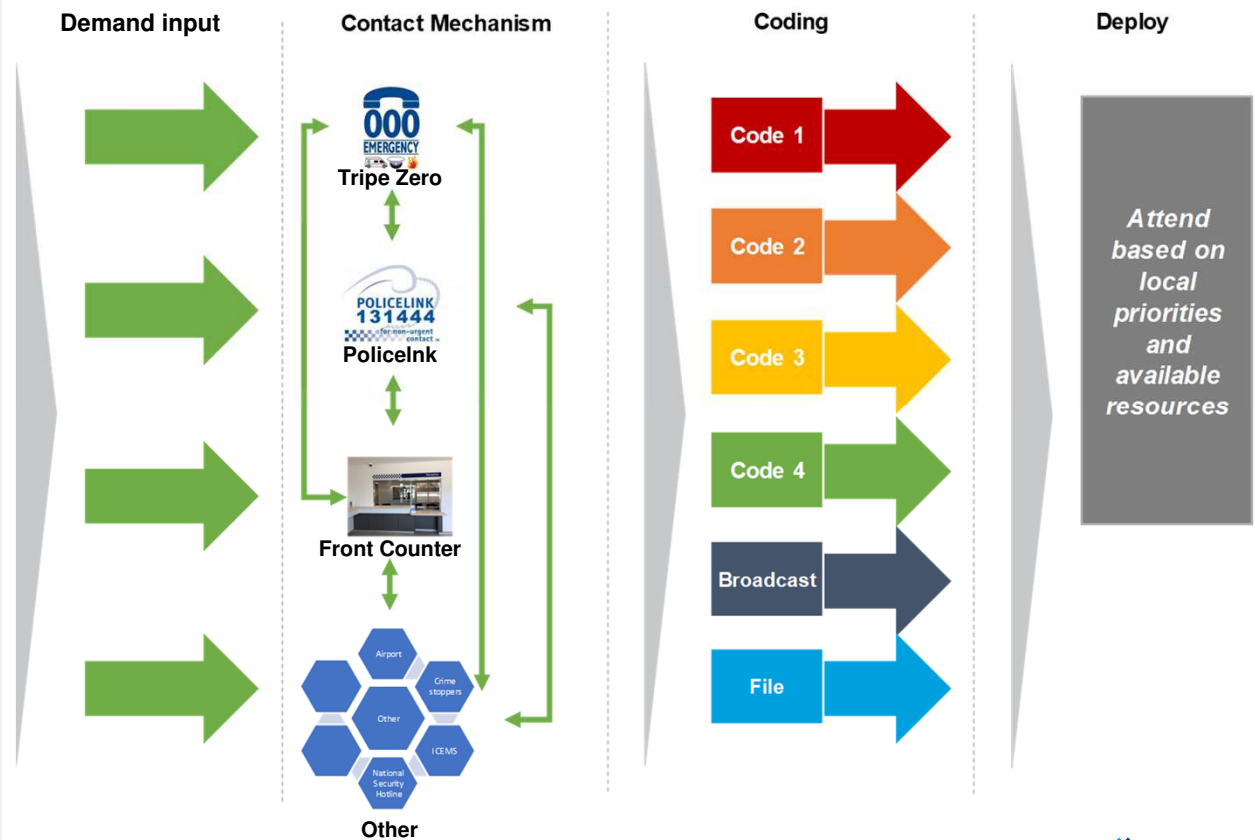 Demand input
Contact Mechanism
Coding
Deploy
000
EMERGENCY
Tripe Zero
POLICELINK
131444
for non-urgent
contact
Policelnk
Front Counter
Airport
Crime
stoppers
Other
ICEMS
National
Security
Hotline
Other
Code 1
Code 2
Code 3
Code 4
Broadcast
File
Attend
based on
local
priorities
and
available
resources